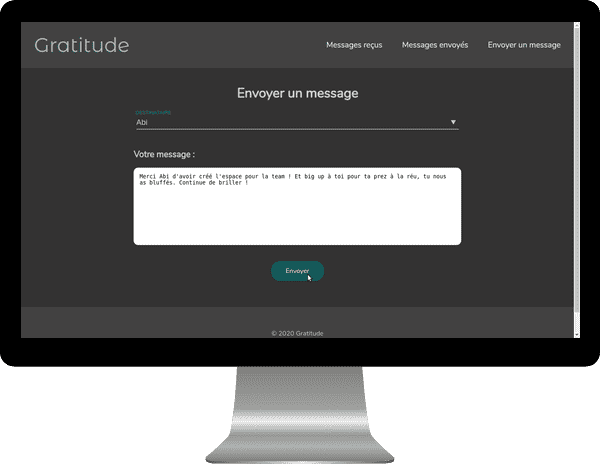 Gratitude
Messages reçus
Messages envoyés
Envoyer un message
Envoyer un message
DESTINATAIRE
Abi
Votre message :
Merci Abi d'avoir créé l'espace pour la team ! Et big up à toi pour ta prez à la réu, tu nous
as bluffés. Continue de briller !
Envoyer
© 2020 Gratitude